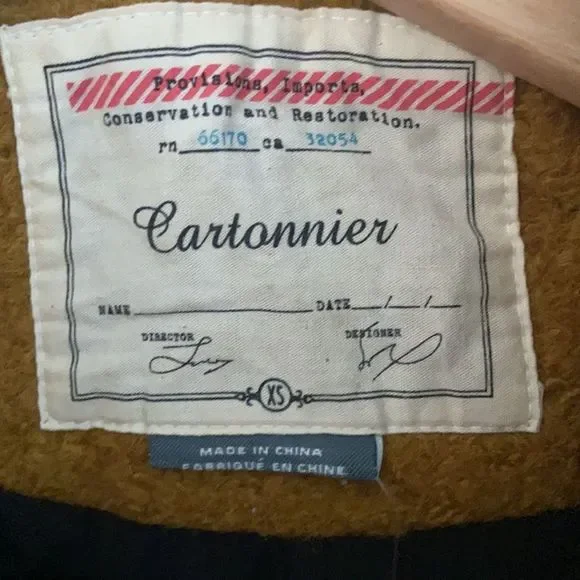 Provisions, Imports,
Conservation and Restoration.
rn 66170 ca 32054
Cartonnier
NAME DATE / /
DIRECTOR DESIGNER
XS
MADE IN CHINA
FABRIQUÉ EN CHINE